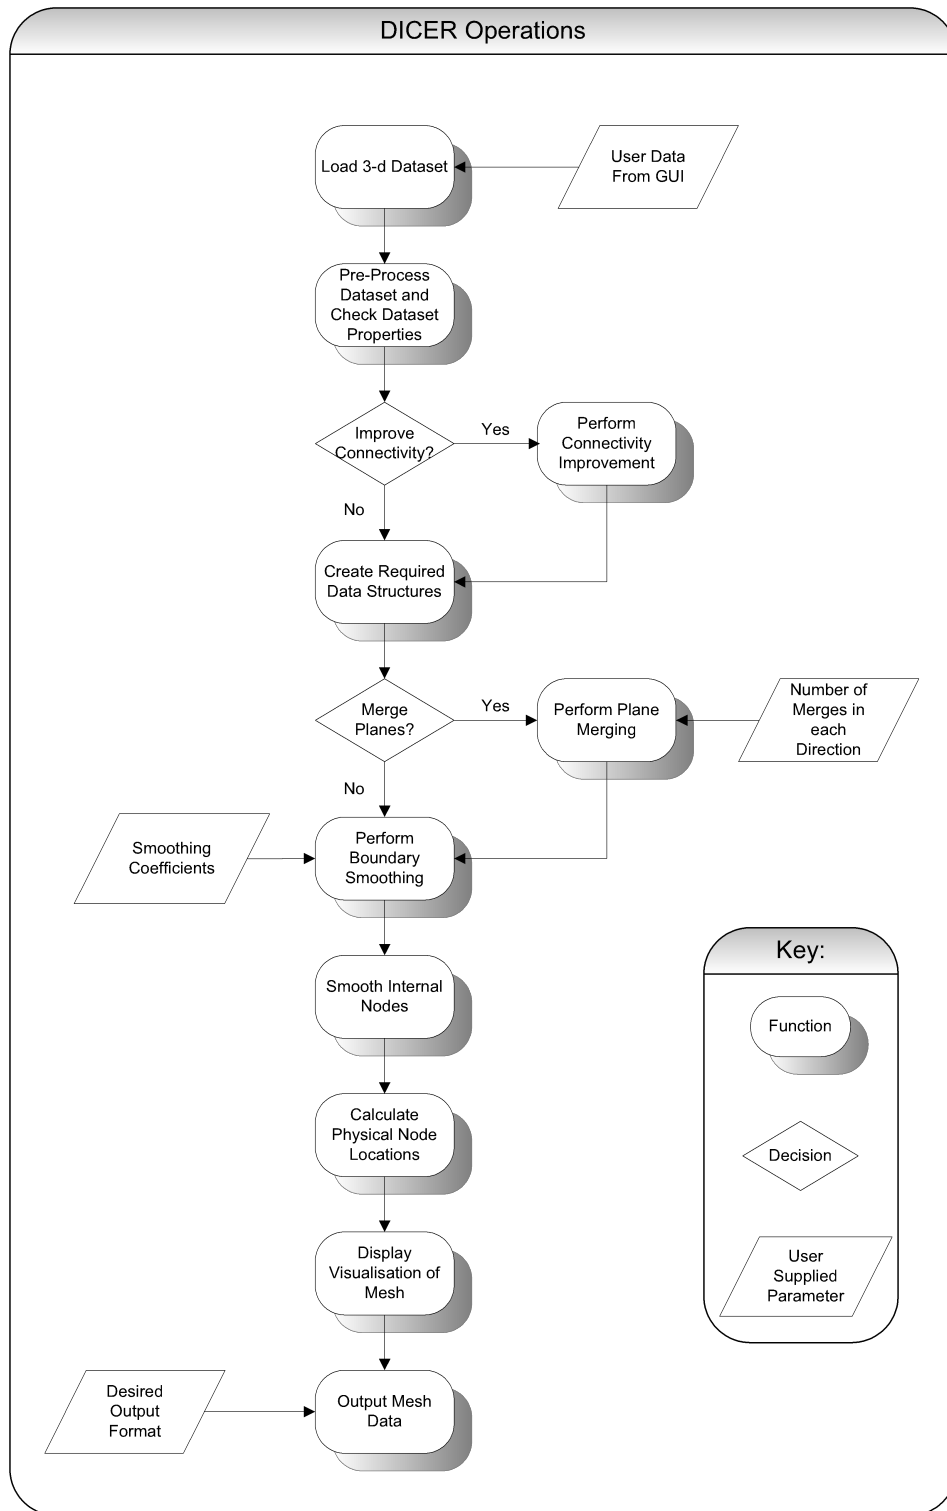 DICER Operations
Load 3-d Dataset
User Data
From GUI
Pre-Process
Dataset and
Check Dataset
Properties
Improve
Connectivity?
Yes
Perform
Connectivity
Improvement
No
Create Required
Data Structures
Merge
Planes?
Yes
Perform Plane
Merging
Number of
Merges in
each
Direction
No
Smoothing
Coefficients
Perform
Boundary
Smoothing
Smooth Internal
Nodes
Calculate
Physical Node
Locations
Display
Visualisation of
Mesh
Desired
Output
Format
Output Mesh
Data
Key:
Function
Decision
User
Supplied
Parameter